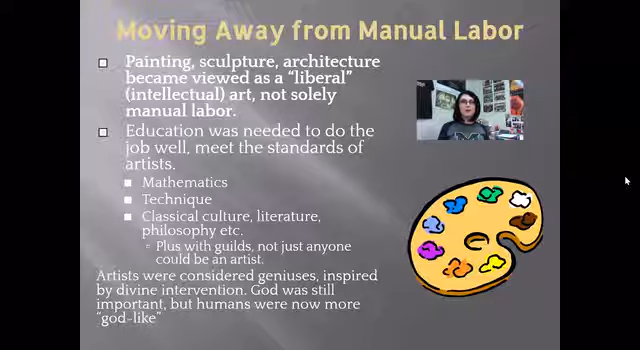 Moving Away from Manual Labor
Painting, sculpture, architecture
became viewed as a “liberal”
(intellectual) art, not solely
manual labor.
Education was needed to do the
job well, meet the standards of
artists.
Mathematics
Technique
Classical culture, literature,
philosophy etc.
Plus with guilds, not just anyone
could be an artist.
Artists were considered geniuses, inspired
by divine intervention. God was still
important, but humans were now more
“god-like”